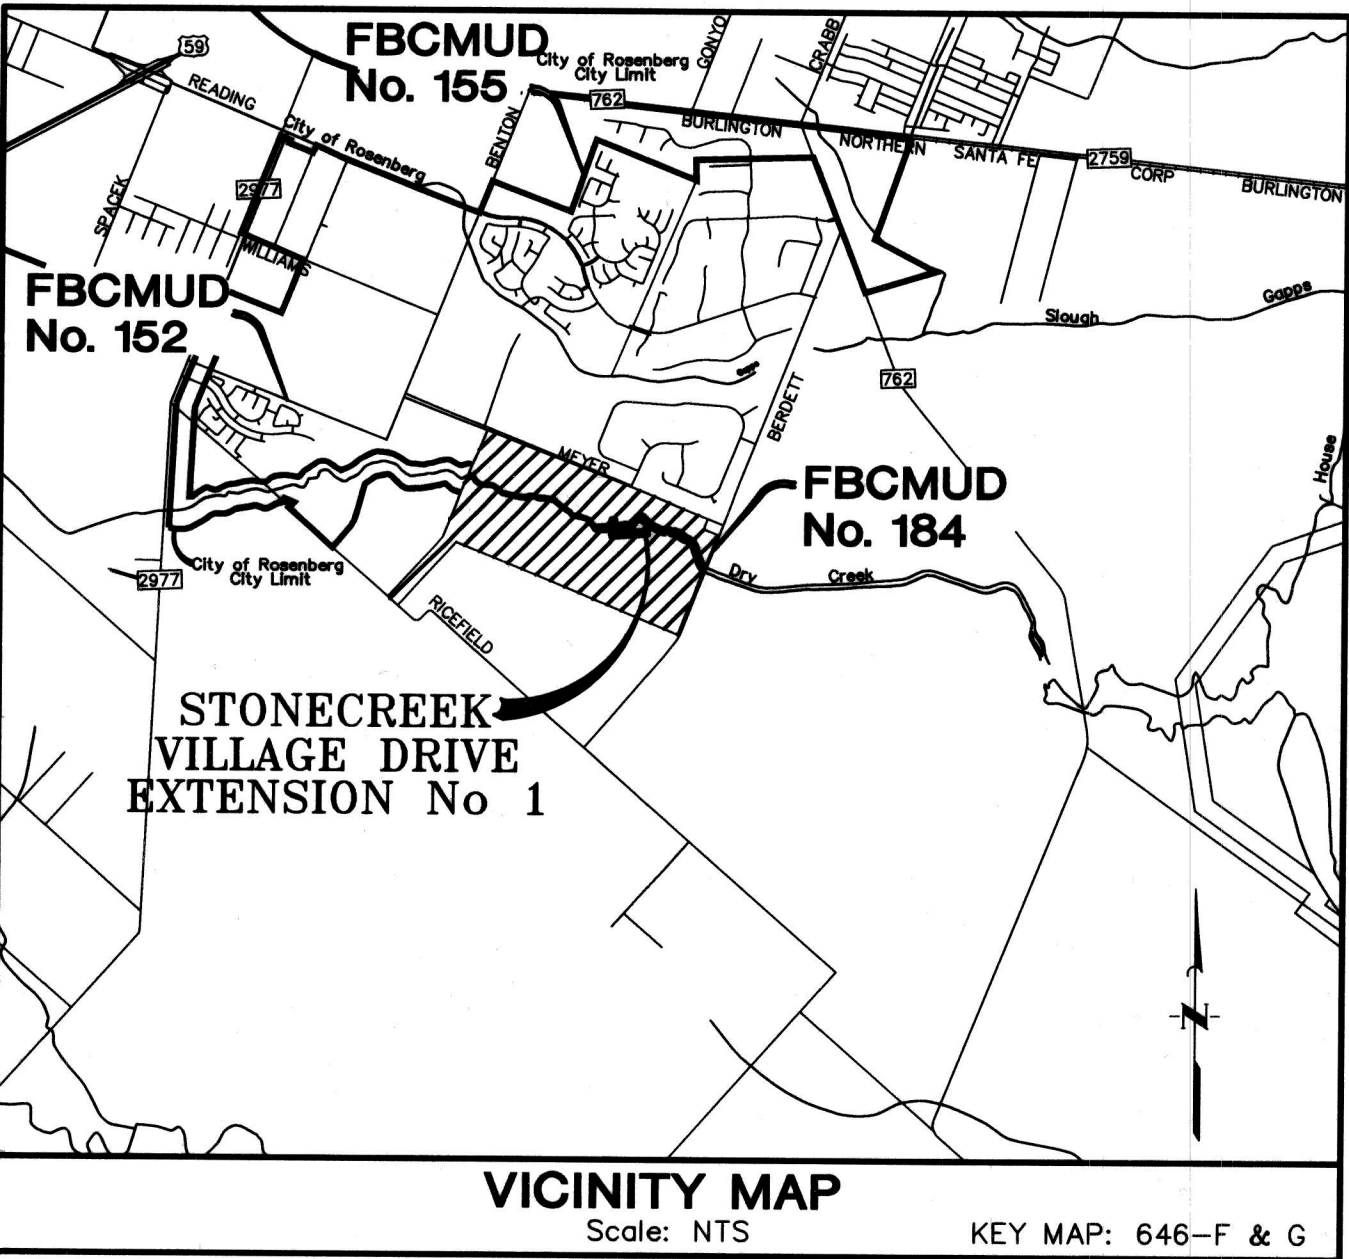 FBCMUD
No. 155
City of Rosenberg
City Limit
GONYO
CRABB
59
READING
762
BENTON
BURLINGTON
NORTHERN
SANTA FE
2759
CORP
BURLINGTON
City of Rosenberg
2977
SPACEK
WILLIAMS
FBCMUD
No. 152
Gapps
Slough
Gapps
762
BERDETT
MEYER
House
FBCMUD
No. 184
City of Rosenberg
City Limit
2977
Dry Creek
RICEFIELD
STONECREEK
VILLAGE DRIVE
EXTENSION No 1
N
VICINITY MAP
Scale: NTS
KEY MAP: 646-F & G